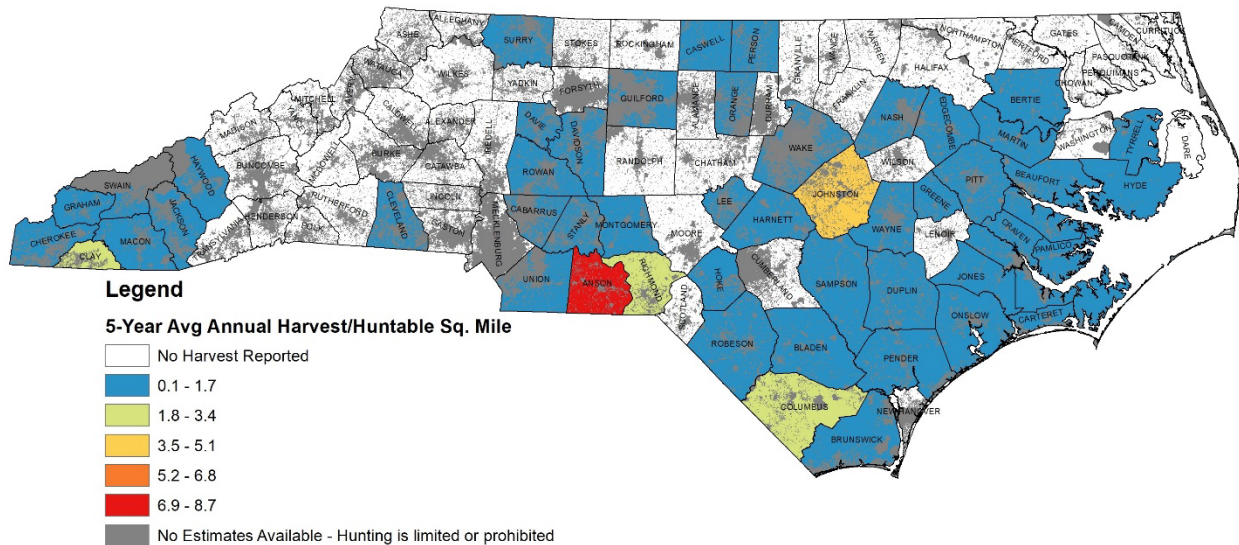 ALLEGHANY
ASHE
SURRY
STOKES
ROCKINGHAM
CASWELL
PERSON
GRANVILLE
VANCE
WARREN
NORTHAMPTON
HERTFORD
GATES
CAMDEN
CURRITUCK
PASQUOTANK
PERQUIMANS
CHOWAN
HALIFAX
WATAUGA
WILKES
YADKIN
FORSYTH
GUILFORD
ALAMANCE
ORANGE
DURHAM
FRANKLIN
NASH
EDGECOMBE
BERTIE
MARTIN
WASHINGTON
TYRRELL
DARE
MITCHELL
AVERY
CALDWELL
ALEXANDER
IREDELL
DAVIE
DAVIDSON
RANDOLPH
CHATHAM
WAKE
WILSON
PITT
BEAUFORT
HYDE
MADISON
BUNCOMBE
MCDOWELL
BURKE
CATAWBA
ROWAN
JOHNSTON
GREENE
HAYWOOD
SWAIN
GRAHAM
JACKSON
HENDERSON
RUTHERFORD
POLK
CLEVELAND
LINCOLN
GASTON
MECKLENBURG
CABARRUS
STANLY
MONTGOMERY
MOORE
LEE
HARNETT
WAYNE
LENOIR
CRAVEN
PAMLICO
CHEROKEE
MACON
CLAY
TRANSYLVANIA
UNION
ANSON
RICHMOND
SCOTLAND
HOKE
CUMBERLAND
SAMPSON
DUPLIN
JONES
ONSLOW
CARTERET
ROBESON
BLADEN
PENDER
COLUMBUS
NEW HANOVER
BRUNSWICK
Legend
5-Year Avg Annual Harvest/Huntable Sq. Mile
No Harvest Reported
0.1 - 1.7
1.8 - 3.4
3.5 - 5.1
5.2 - 6.8
6.9 - 8.7
No Estimates Available - Hunting is limited or prohibited